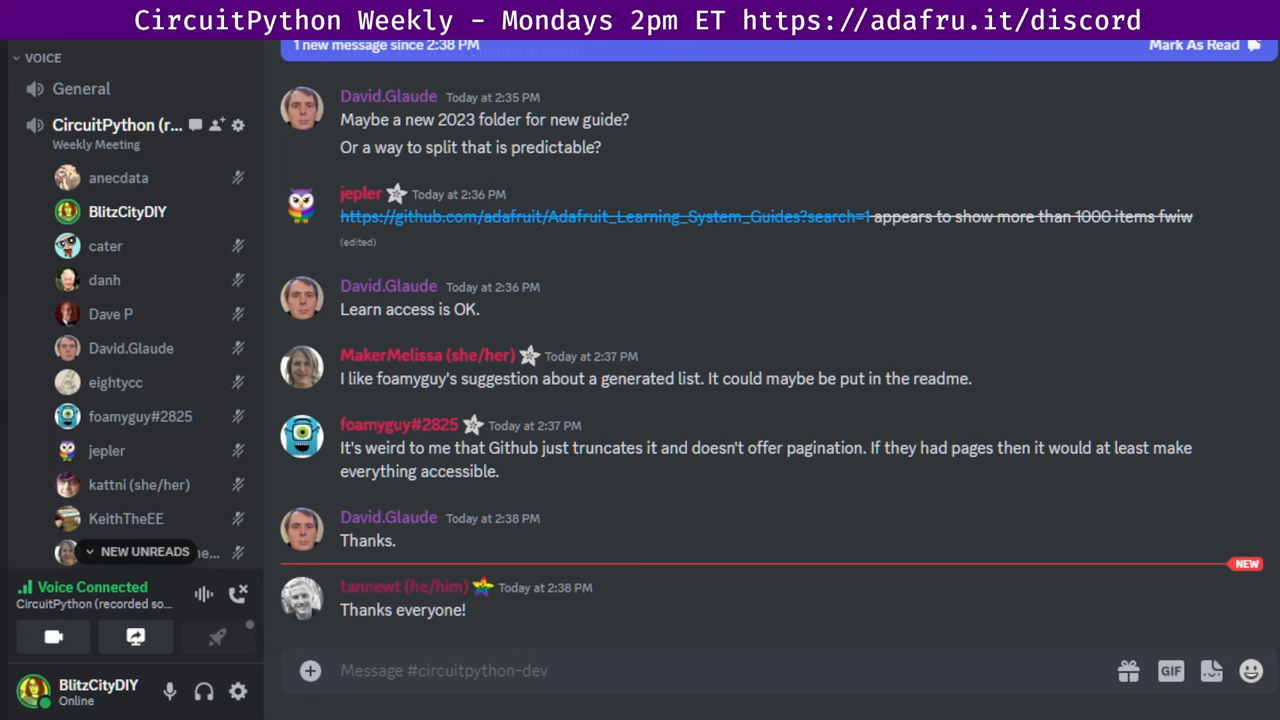 CircuitPython Weekly - Mondays 2pm ET https://adafru.it/discord
VOICE
General
CircuitPython (r...
Weekly Meeting
anecdata
BlitzCityDIY
cater
danh
Dave P
David.Glaude
eightycc
foamyguy#2825
jepler
kattni (she/her)
KeithTheEE
NEW UNREADS
e...
Voice Connected
CircuitPython (recorded so...
BlitzCityDIY
Online
1 new message since 2:38 PM
Mark As Read
David.Glaude Today at 2:35 PM
Maybe a new 2023 folder for new guide?
Or a way to split that is predictable?
jepler Today at 2:36 PM
https://github.com/adafruit/Adafruit_Learning_System_Guides?search=1 appears to show more than 1000 items fwiw
(edited)
David.Glaude Today at 2:36 PM
Learn access is OK.
MakerMelissa (she/her) Today at 2:37 PM
I like foamyguy's suggestion about a generated list. It could maybe be put in the readme.
foamyguy#2825 Today at 2:37 PM
It's weird to me that Github just truncates it and doesn't offer pagination. If they had pages then it would at least make
everything accessible.
David.Glaude Today at 2:38 PM
Thanks.
NEW
tannewt (he/him) Today at 2:38 PM
Thanks everyone!
Message #circuitpython-dev
GIF